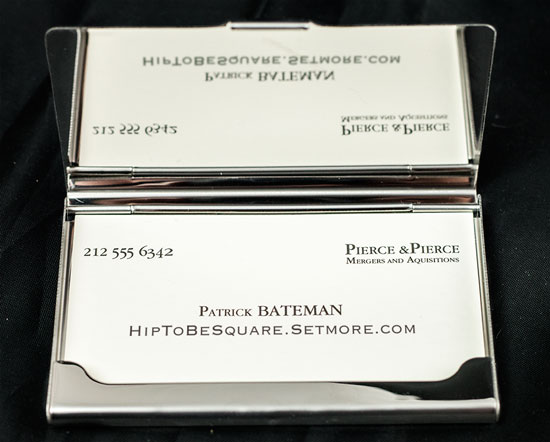 212 555 6342
PIERCE & PIERCE
MERGERS AND AQUISITIONS
PATRICK BATEMAN
HIPTOBESQUARE.SETMORE.COM